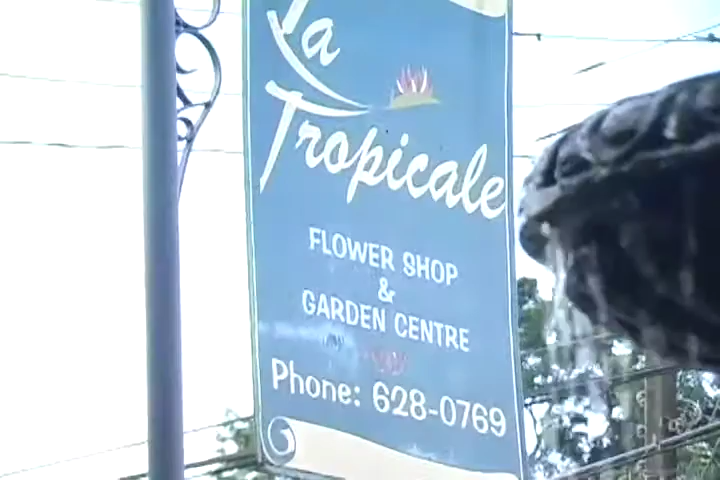 La
Tropicale
FLOWER SHOP
&
GARDEN CENTRE
Phone: 628-0769